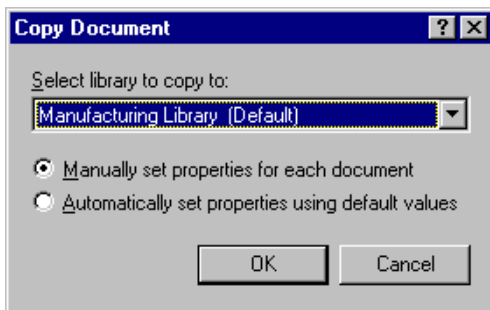 Copy Document
Select library to copy to:
Manufacturing Library (Default)
Manually set properties for each document
Automatically set properties using default values
OK
Cancel